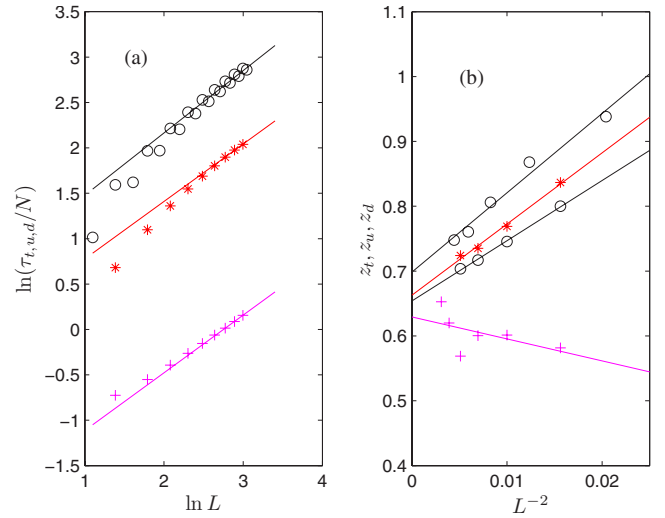 3.5
3
2.5
2
1.5
1
0.5
0
−0.5
−1
−1.5
1 2 3 4
ln L
ln(τ_{t,u,d}/N)
(a)
1.1
1
0.9
0.8
0.7
0.6
0.5
0.4
0 0.01 0.02
L^{−2}
z_t, z_u, z_d
(b)